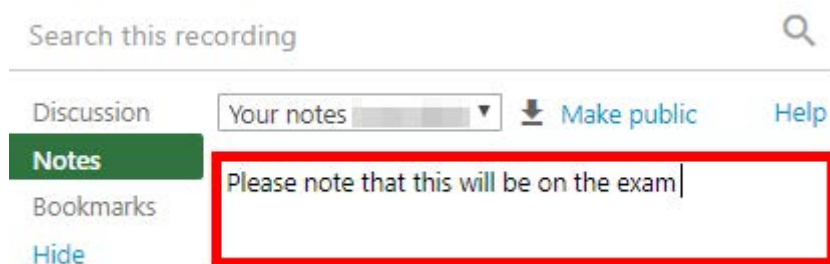 Search this recording
Discussion
Your notes
Make public
Help
Notes
Please note that this will be on the exam
Bookmarks
Hide